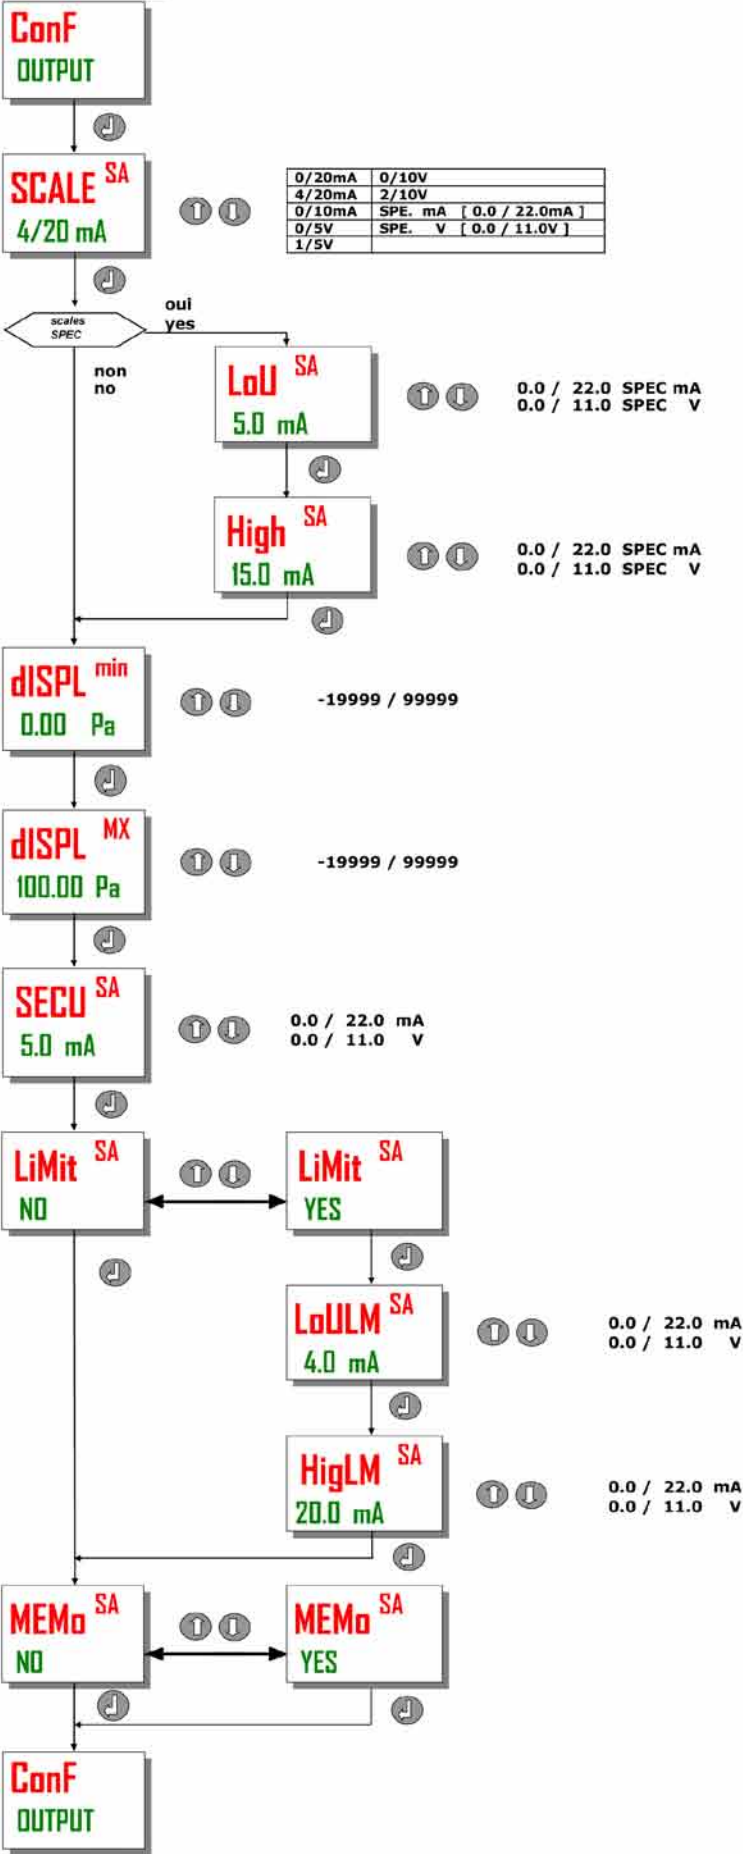 ConF
OUTPUT
SCALE SA
4/20 mA
0/20mA 0/10V
4/20mA 2/10V
0/10mA SPE. mA [ 0.0 / 22.0mA ]
0/5V SPE. V [ 0.0 / 11.0V ]
1/5V
scales
SPEC
oui
yes
non
no
LoU SA
5.0 mA
0.0 / 22.0 SPEC mA
0.0 / 11.0 SPEC V
High SA
15.0 mA
0.0 / 22.0 SPEC mA
0.0 / 11.0 SPEC V
dISPL min
0.00 Pa
-19999 / 99999
dISPL MX
100.00 Pa
-19999 / 99999
SECU SA
5.0 mA
0.0 / 22.0 mA
0.0 / 11.0 V
LiMit SA
NO
LiMit SA
YES
LoULM SA
4.0 mA
0.0 / 22.0 mA
0.0 / 11.0 V
HigLM SA
20.0 mA
0.0 / 22.0 mA
0.0 / 11.0 V
MEMo SA
NO
MEMo SA
YES
ConF
OUTPUT